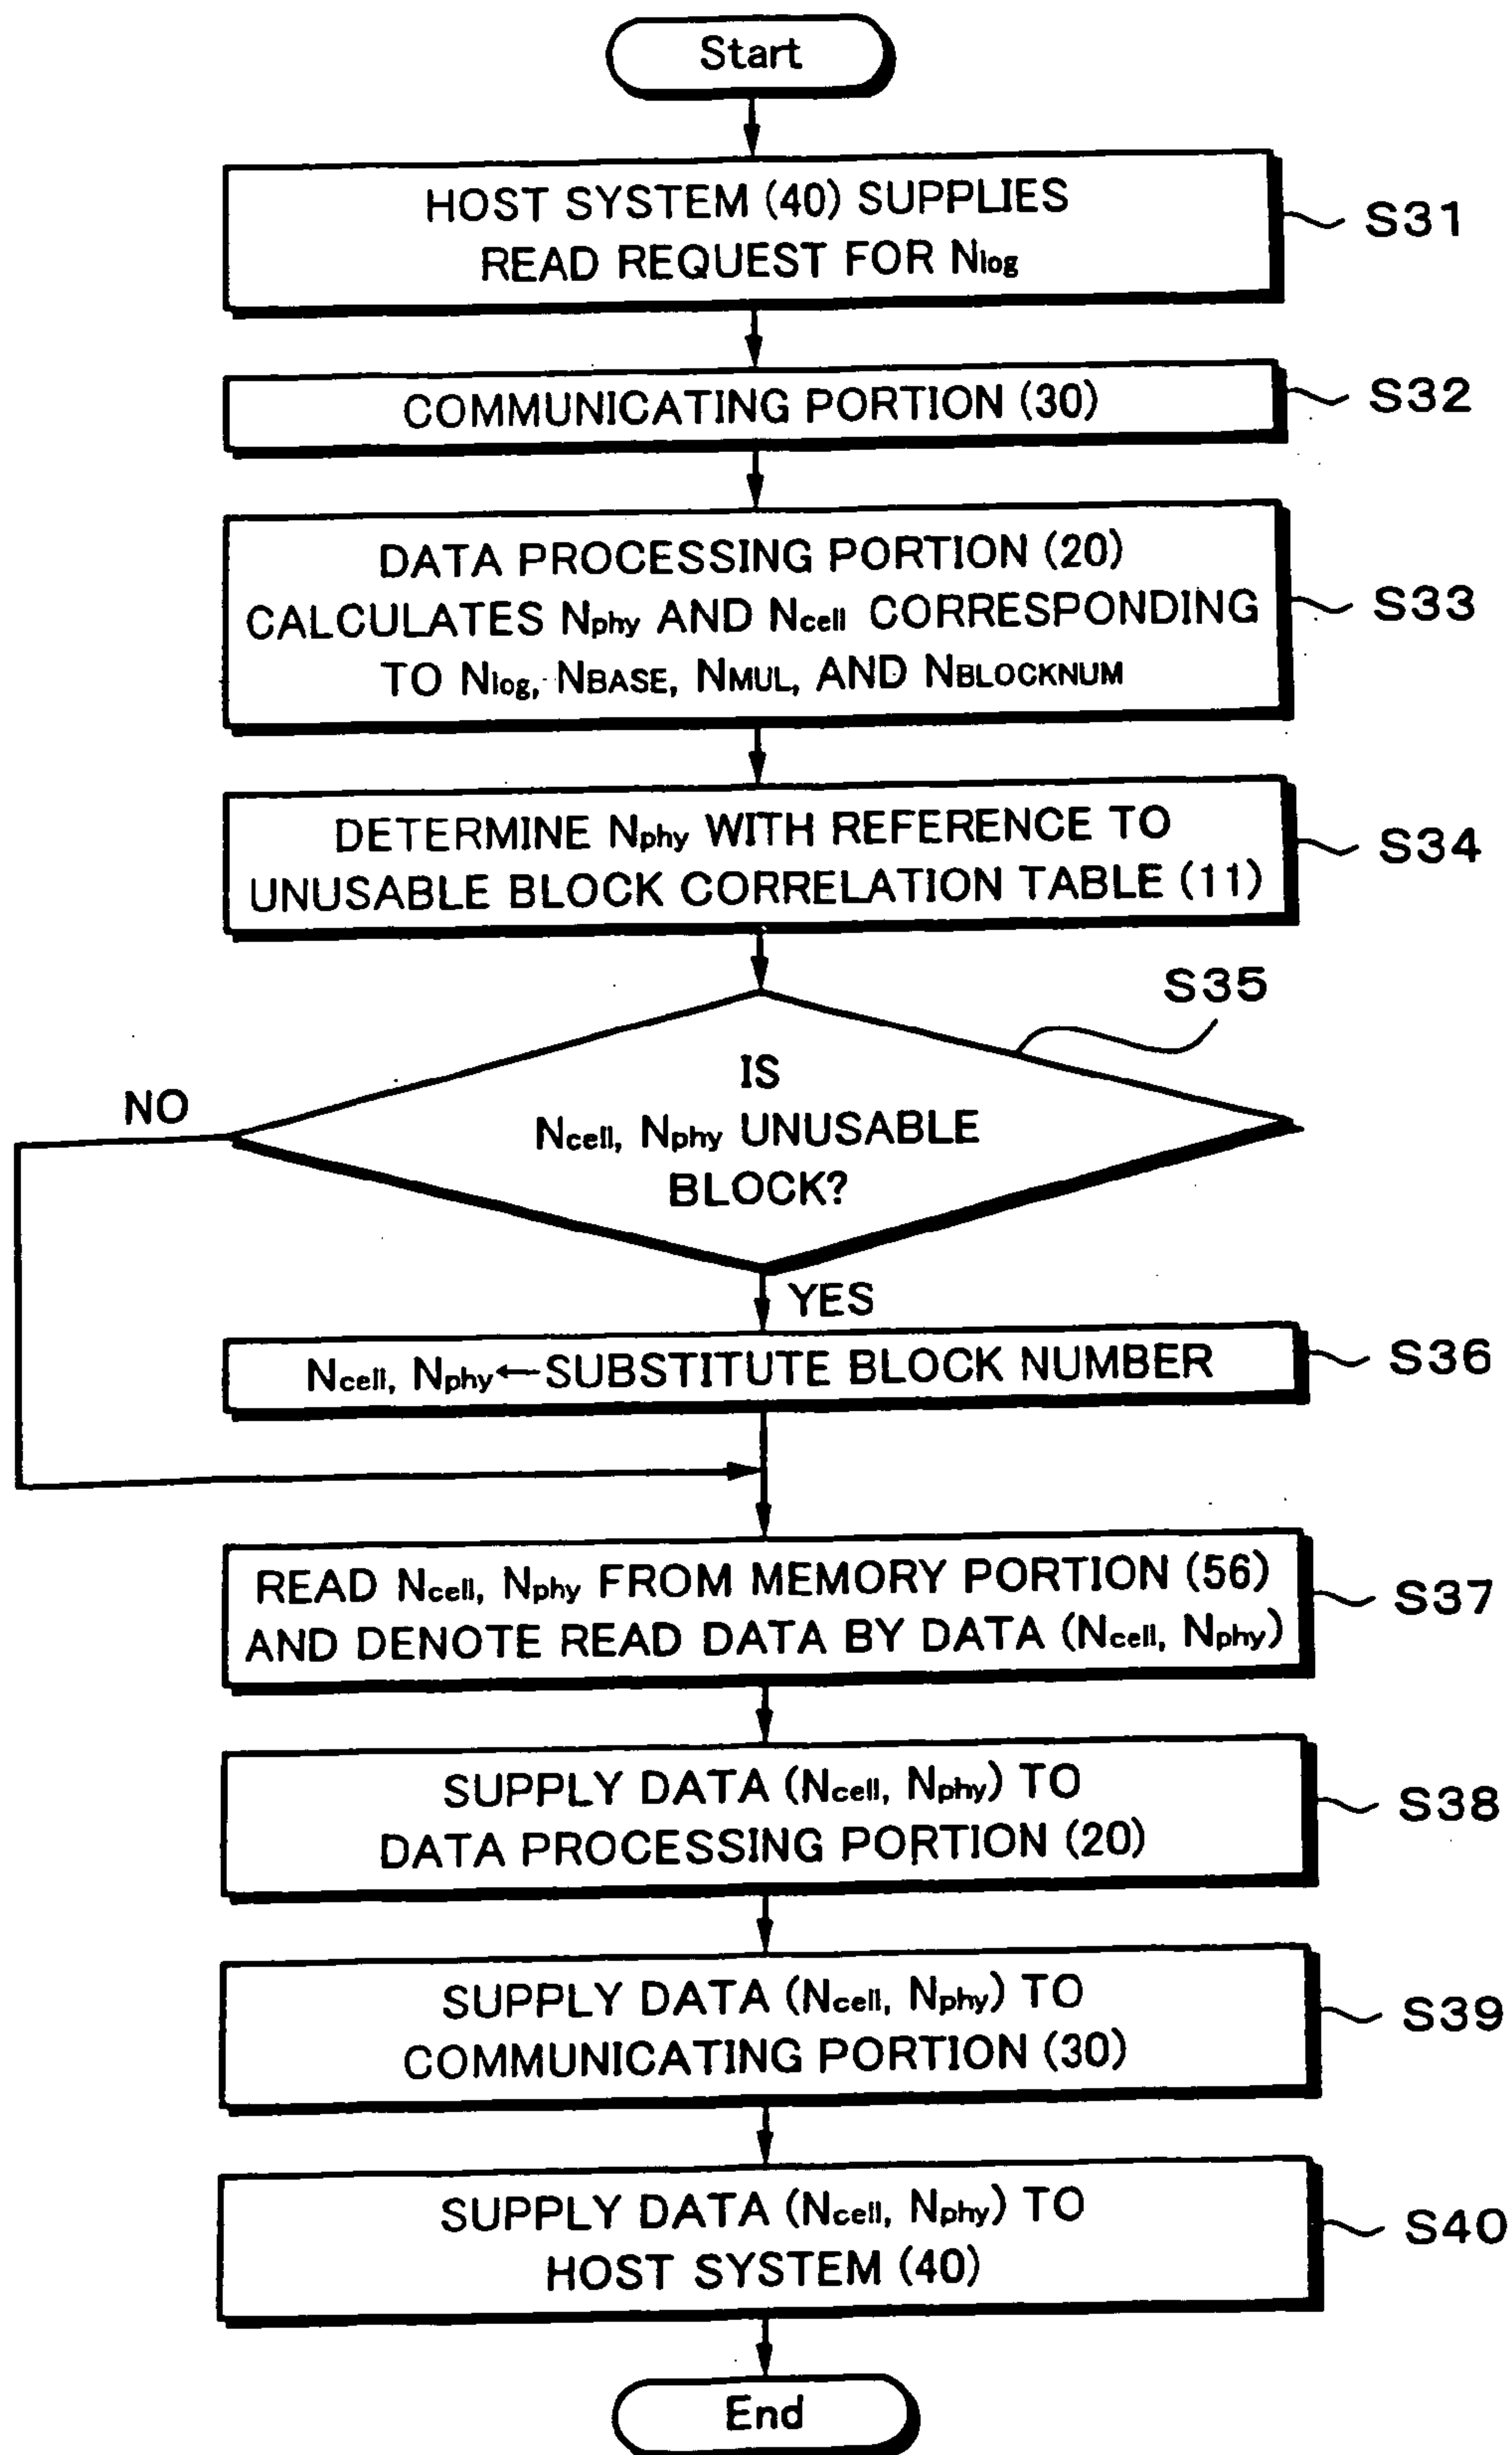 Start
HOST SYSTEM (40) SUPPLIES
READ REQUEST FOR Nlog
S31
COMMUNICATING PORTION (30)
S32
DATA PROCESSING PORTION (20)
CALCULATES Nphy AND Ncell CORRESPONDING
TO Nlog, NBASE, NMUL, AND NBLOCKNUM
S33
DETERMINE Nphy WITH REFERENCE TO
UNUSABLE BLOCK CORRELATION TABLE (11)
S34
S35
IS
Ncell, Nphy UNUSABLE
BLOCK?
NO
YES
Ncell, Nphy←SUBSTITUTE BLOCK NUMBER
S36
READ Ncell, Nphy FROM MEMORY PORTION (56)
AND DENOTE READ DATA BY DATA (Ncell, Nphy)
S37
SUPPLY DATA (Ncell, Nphy) TO
DATA PROCESSING PORTION (20)
S38
SUPPLY DATA (Ncell, Nphy) TO
COMMUNICATING PORTION (30)
S39
SUPPLY DATA (Ncell, Nphy) TO
HOST SYSTEM (40)
S40
End